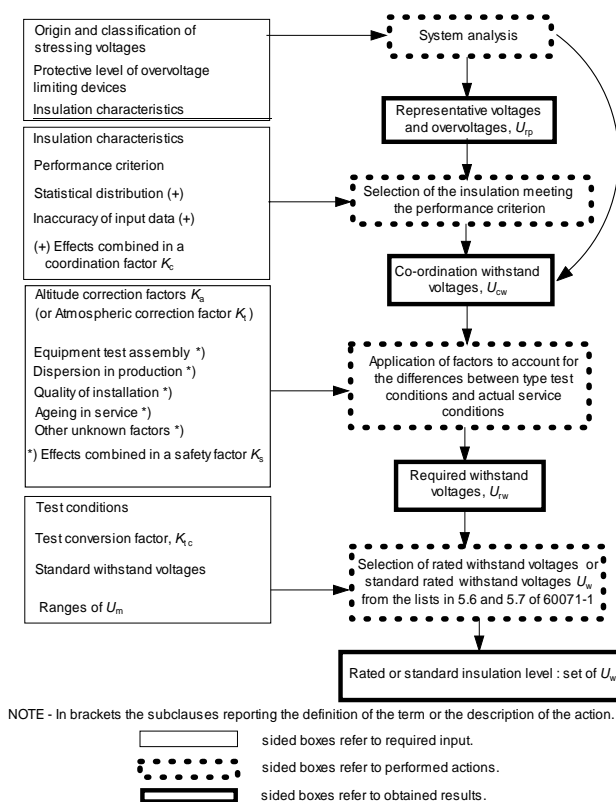 Origin and classification of
stressing voltages
Protective level of overvoltage
limiting devices
Insulation characteristics
System analysis
Representative voltages
and overvoltages, Urp
Insulation characteristics
Performance criterion
Statistical distribution (+)
Inaccuracy of input data (+)
(+) Effects combined in a
coordination factor Kc
Selection of the insulation meeting
the performance criterion
Co-ordination withstand
voltages, Ucw
Altitude correction factors Ka
(or Atmospheric correction factor Kt )
Equipment test assembly *)
Dispersion in production *)
Quality of installation *)
Ageing in service *)
Other unknown factors *)
*) Effects combined in a safety factor Ks
Application of factors to account for
the differences between type test
conditions and actual service
conditions
Required withstand
voltages, Urw
Test conditions
Test conversion factor, Ktc
Standard withstand voltages
Ranges of Um
Selection of rated withstand voltages or
standard rated withstand voltages Uw
from the lists in 5.6 and 5.7 of 60071-1
Rated or standard insulation level : set of Uw
NOTE - In brackets the subclauses reporting the definition of the term or the description of the action.
sided boxes refer to required input.
sided boxes refer to performed actions.
sided boxes refer to obtained results.